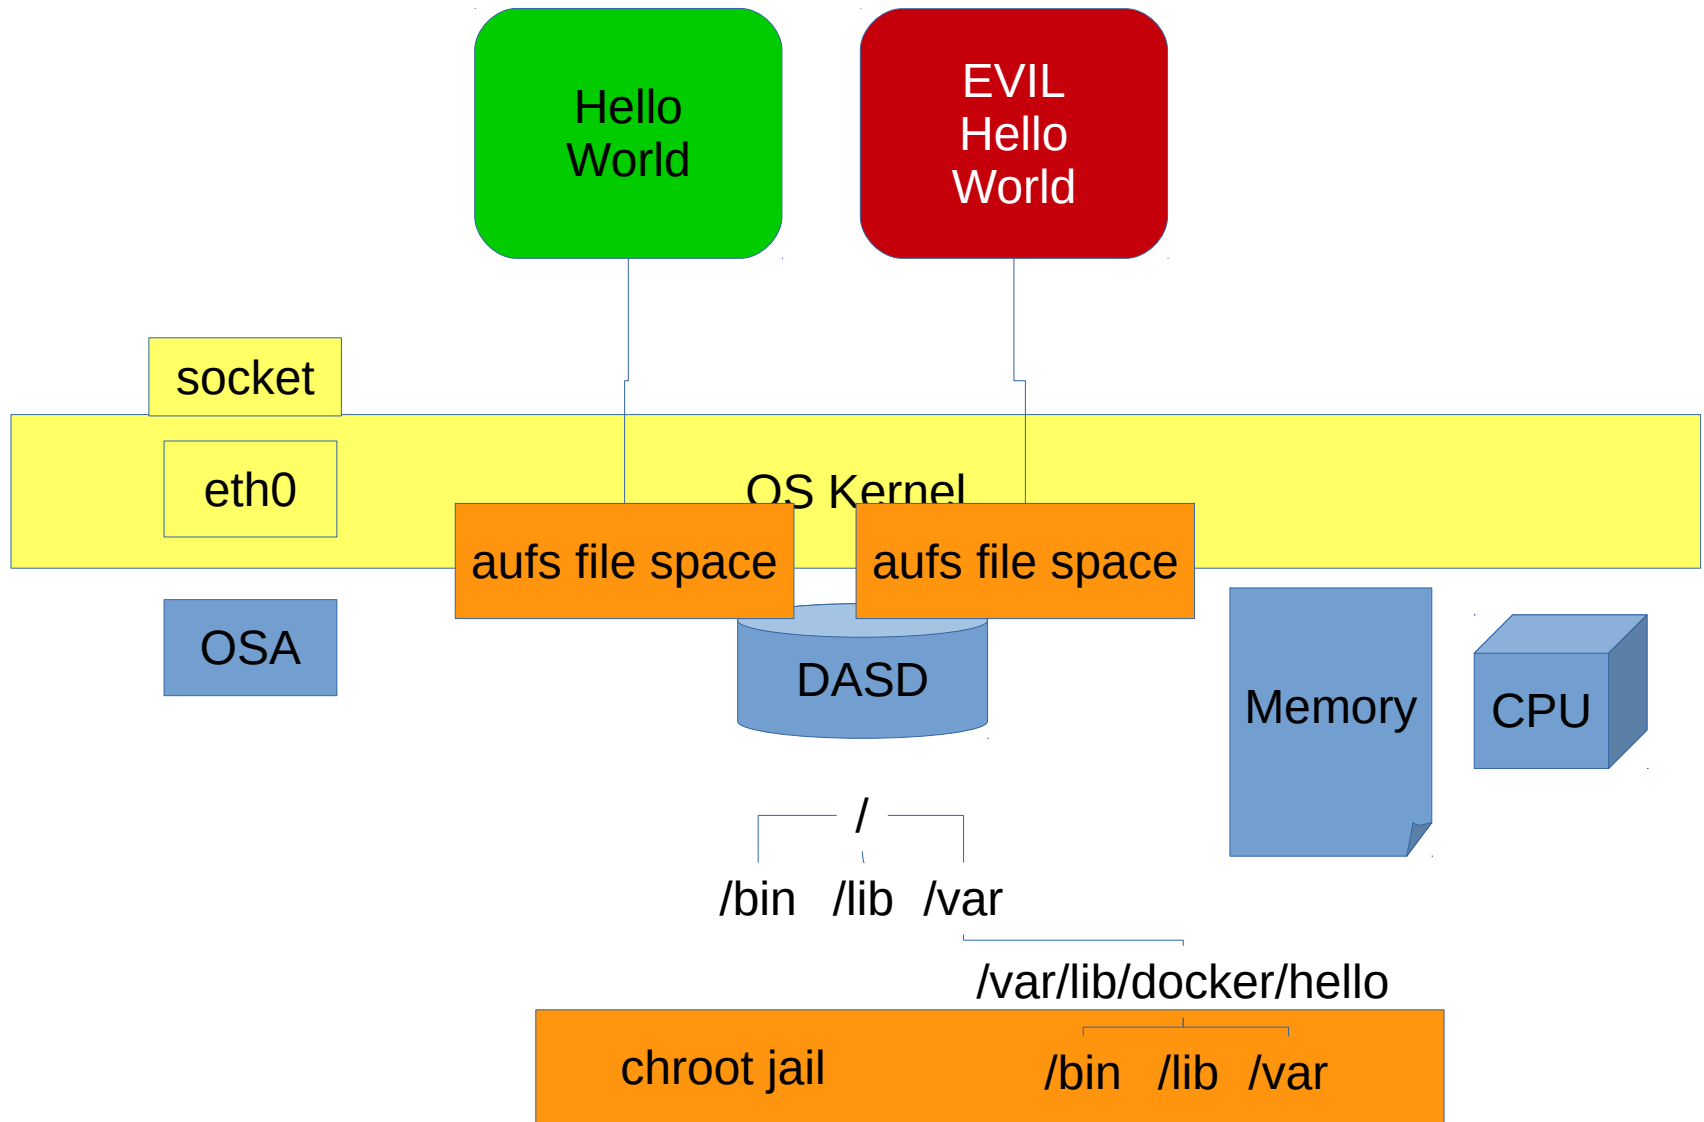 Hello
World
EVIL
Hello
World
socket
eth0
OS Kernel
aufs file space
aufs file space
OSA
DASD
Memory
CPU
/
/bin
/lib
/var
/var/lib/docker/hello
chroot jail
/bin
/lib
/var